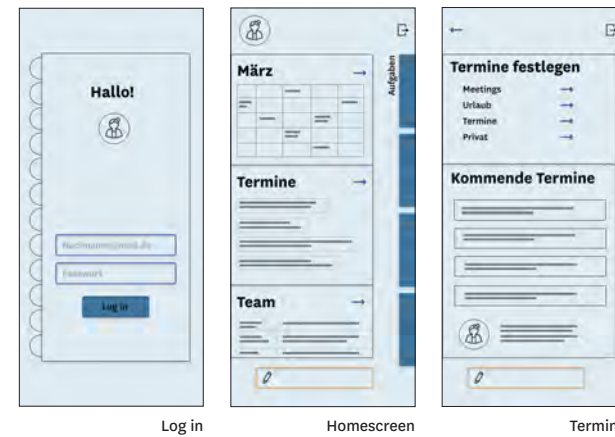 Hallo!
Nachname@mail.de
Passwort
Log in
Log in
März
Aufgaben
Termine
Team
Homescreen
Termine festlegen
Meetings
Urlaub
Termine
Privat
Kommende Termine
Termin